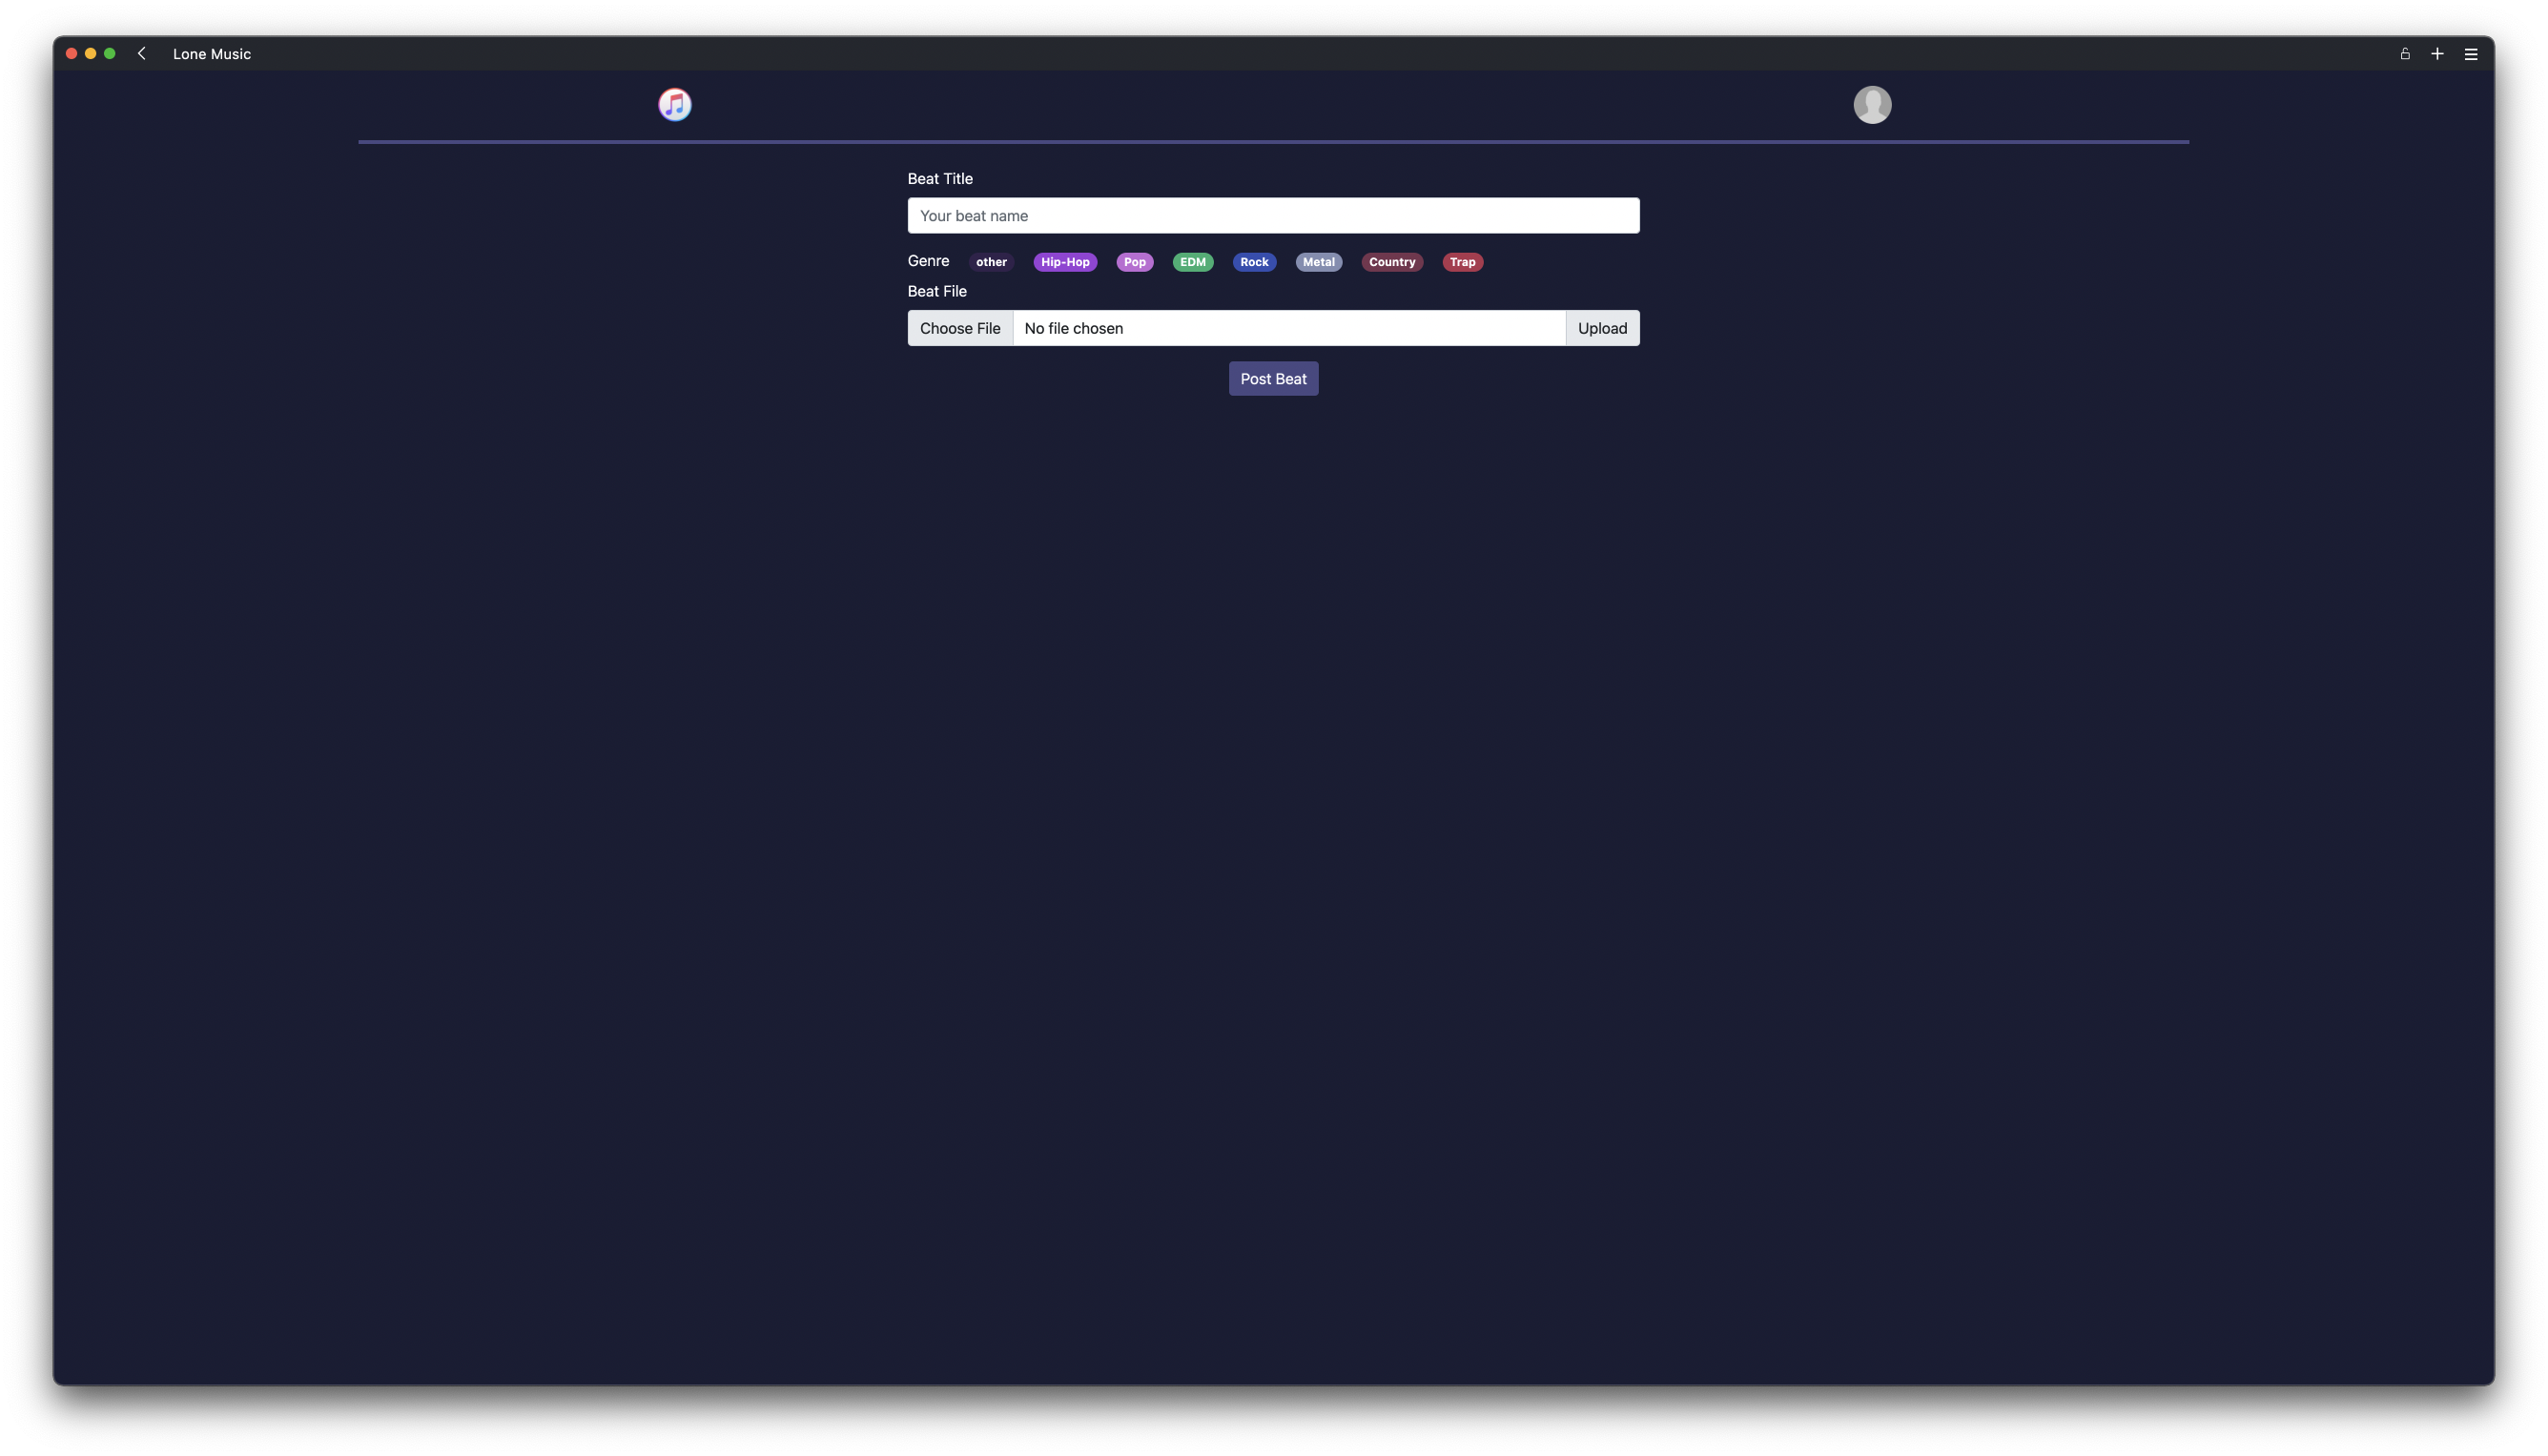 Lone Music
Beat Title
Your beat name
Genre other Hip-Hop Pop EDM Rock Metal Country Trap
Beat File
Choose File No file chosen Upload
Post Beat